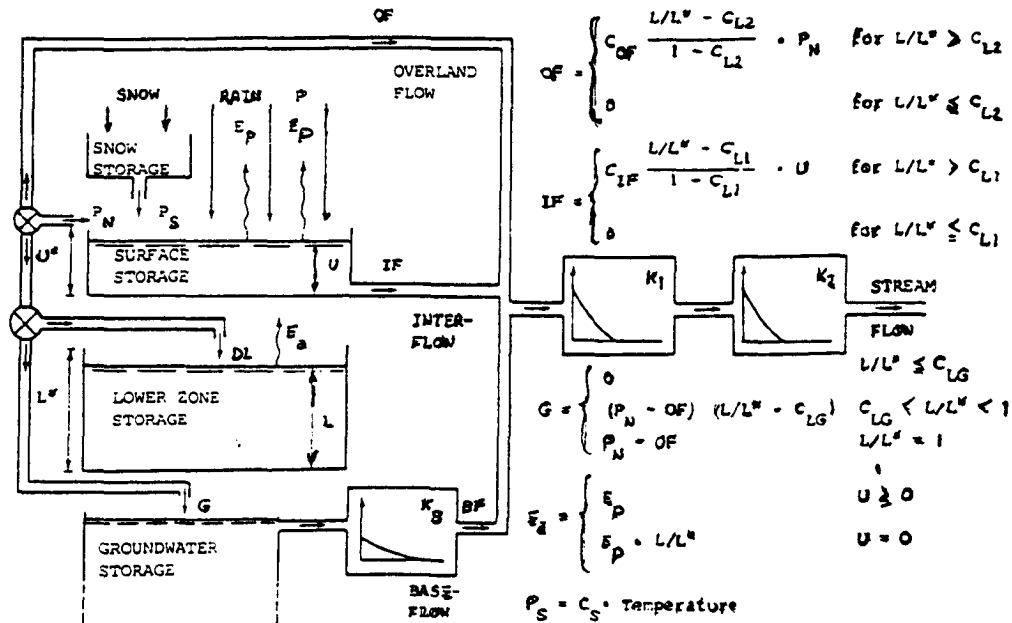 OF
OVERLAND
FLOW
SNOW
RAIN
P
E_p
E_p
SNOW
STORAGE
P_N
P_S
U*
SURFACE
STORAGE
U
IF
INTER-
FLOW
DL
E_a
L*
LOWER ZONE
STORAGE
L
G
GROUNDWATER
STORAGE
K_B
BF
BASE-
FLOW
K_1
K_2
STREAM
FLOW
OF = { C_OF (L/L* - C_L2) / (1 - C_L2) · P_N for L/L* > C_L2
0 for L/L* ≤ C_L2
IF = { C_IF (L/L* - C_L1) / (1 - C_L1) · U for L/L* > C_L1
0 for L/L* ≤ C_L1
G = { 0 L/L* ≤ C_LG
(P_N - OF) (L/L* - C_LG) C_LG < L/L* < 1
P_N - OF L/L* = 1
E_a = { E_p U ≥ 0
E_p · L/L* U = 0
P_S = C_S · Temperature